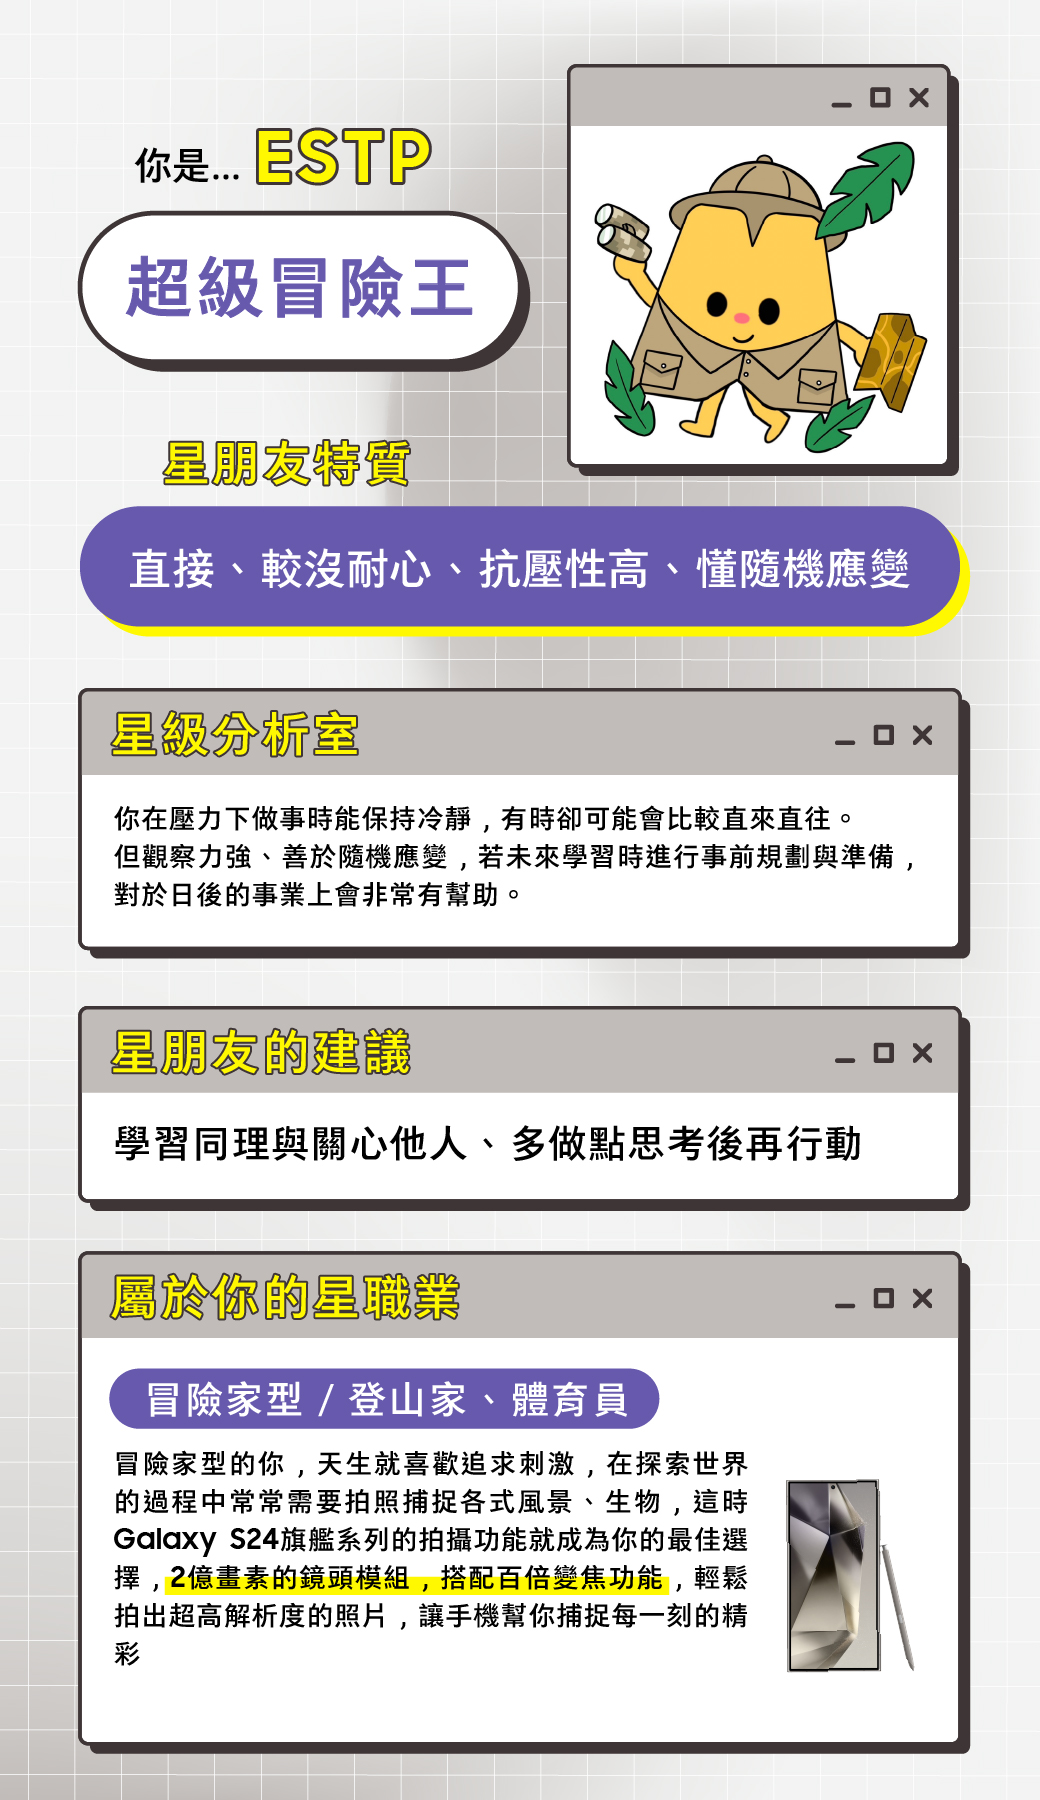 你是... ESTP
超級冒險王
星朋友特質
直接、較沒耐心、抗壓性高、懂隨機應變
星級分析室
你在壓力下做事時能保持冷靜，有時卻可能會比較直來直往。
但觀察力強、善於隨機應變，若未來學習時進行事前規劃與準備，
對於日後的事業上會非常有幫助。
星朋友的建議
學習同理與關心他人、多做點思考後再行動
屬於你的星職業
冒險家型 / 登山家、體育員
冒險家型的你，天生就喜歡追求刺激，在探索世界
的過程中常常需要拍照捕捉各式風景、生物，這時
Galaxy S24旗艦系列的拍攝功能就成為你的最佳選
擇，2億畫素的鏡頭模組，搭配百倍變焦功能，輕鬆
拍出超高解析度的照片，讓手機幫你捕捉每一刻的精
彩